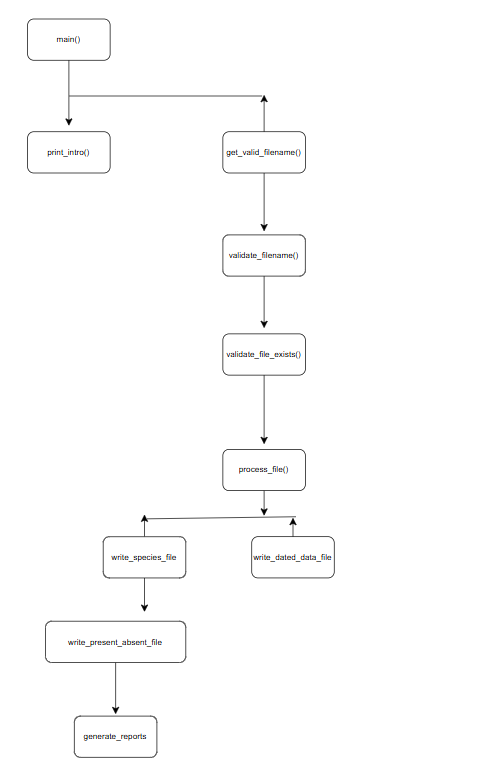 main()
print_intro()
get_valid_filename()
validate_filename()
validate_file_exists()
process_file()
write_species_file
write_dated_data_file
write_present_absent_file
generate_reports